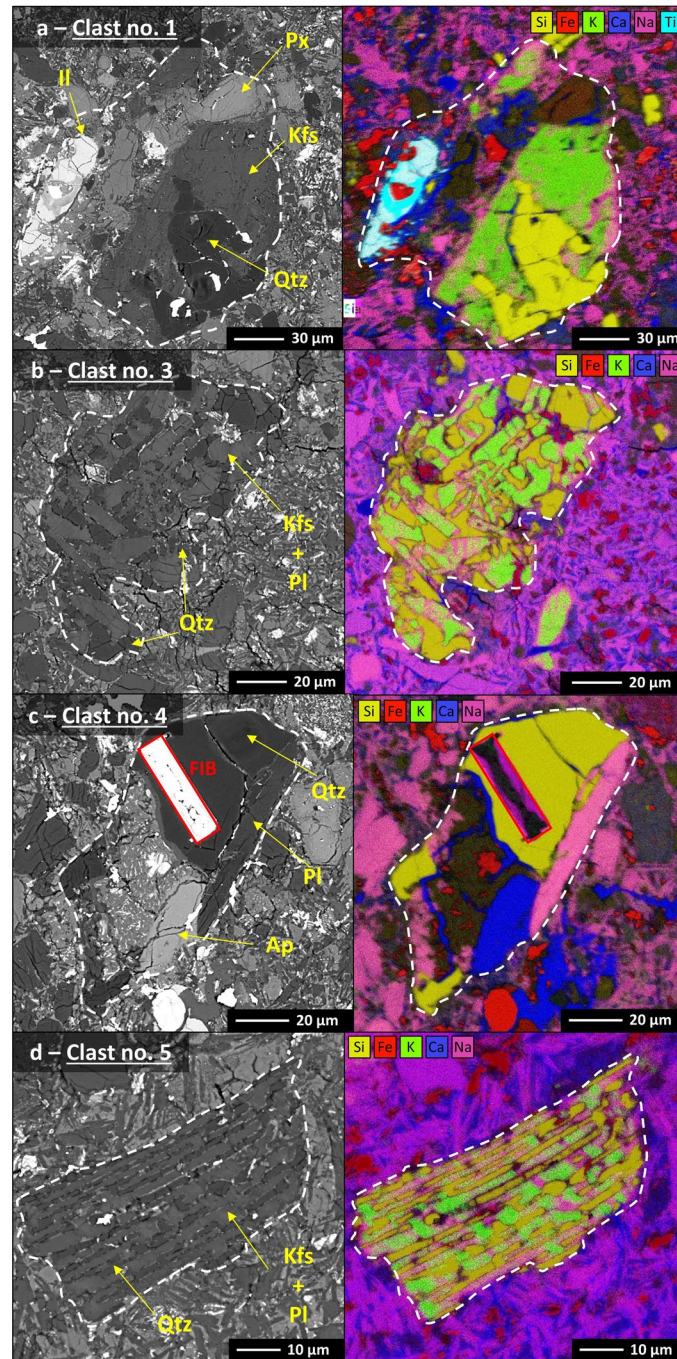 a – Clast no. 1
Px
Il
Kfs
Qtz
30 µm
Si Fe K Ca Na Ti
30 µm
b – Clast no. 3
Kfs
+
Pl
Qtz
20 µm
Si Fe K Ca Na
20 µm
c – Clast no. 4
FIB
Qtz
Pl
Ap
20 µm
Si Fe K Ca Na
20 µm
d – Clast no. 5
Kfs
+
Pl
Qtz
10 µm
Si Fe K Ca Na
10 µm